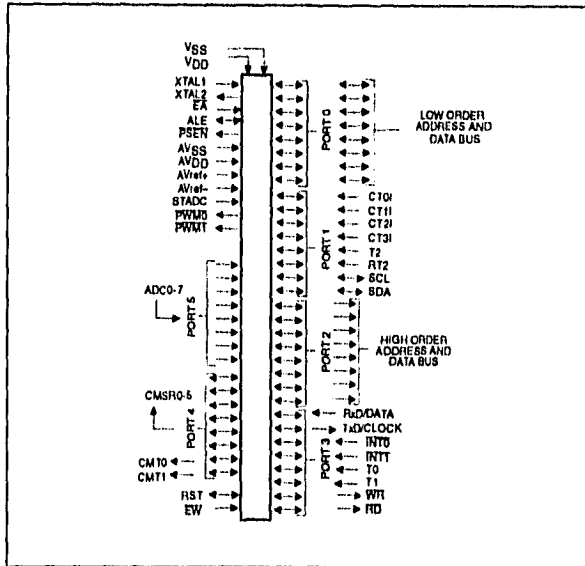 VSS
VDD
XTAL1
XTAL2
EA
ALE
PSEN
AVSS
AVDD
AVref+
AVref-
STADC
PWM0
PWM1
ADC0-7
PORT 5
CMSR0-5
PORT 4
CMT0
CMT1
RST
EW
PORT 0
LOW ORDER
ADDRESS AND
DATA BUS
PORT 1
CT0I
CT1I
CT2I
CT3I
T2
RT2
SCL
SDA
PORT 2
HIGH ORDER
ADDRESS AND
DATA BUS
PORT 3
RxD/DATA
TxD/CLOCK
INT0
INT1
T0
T1
WR
RD